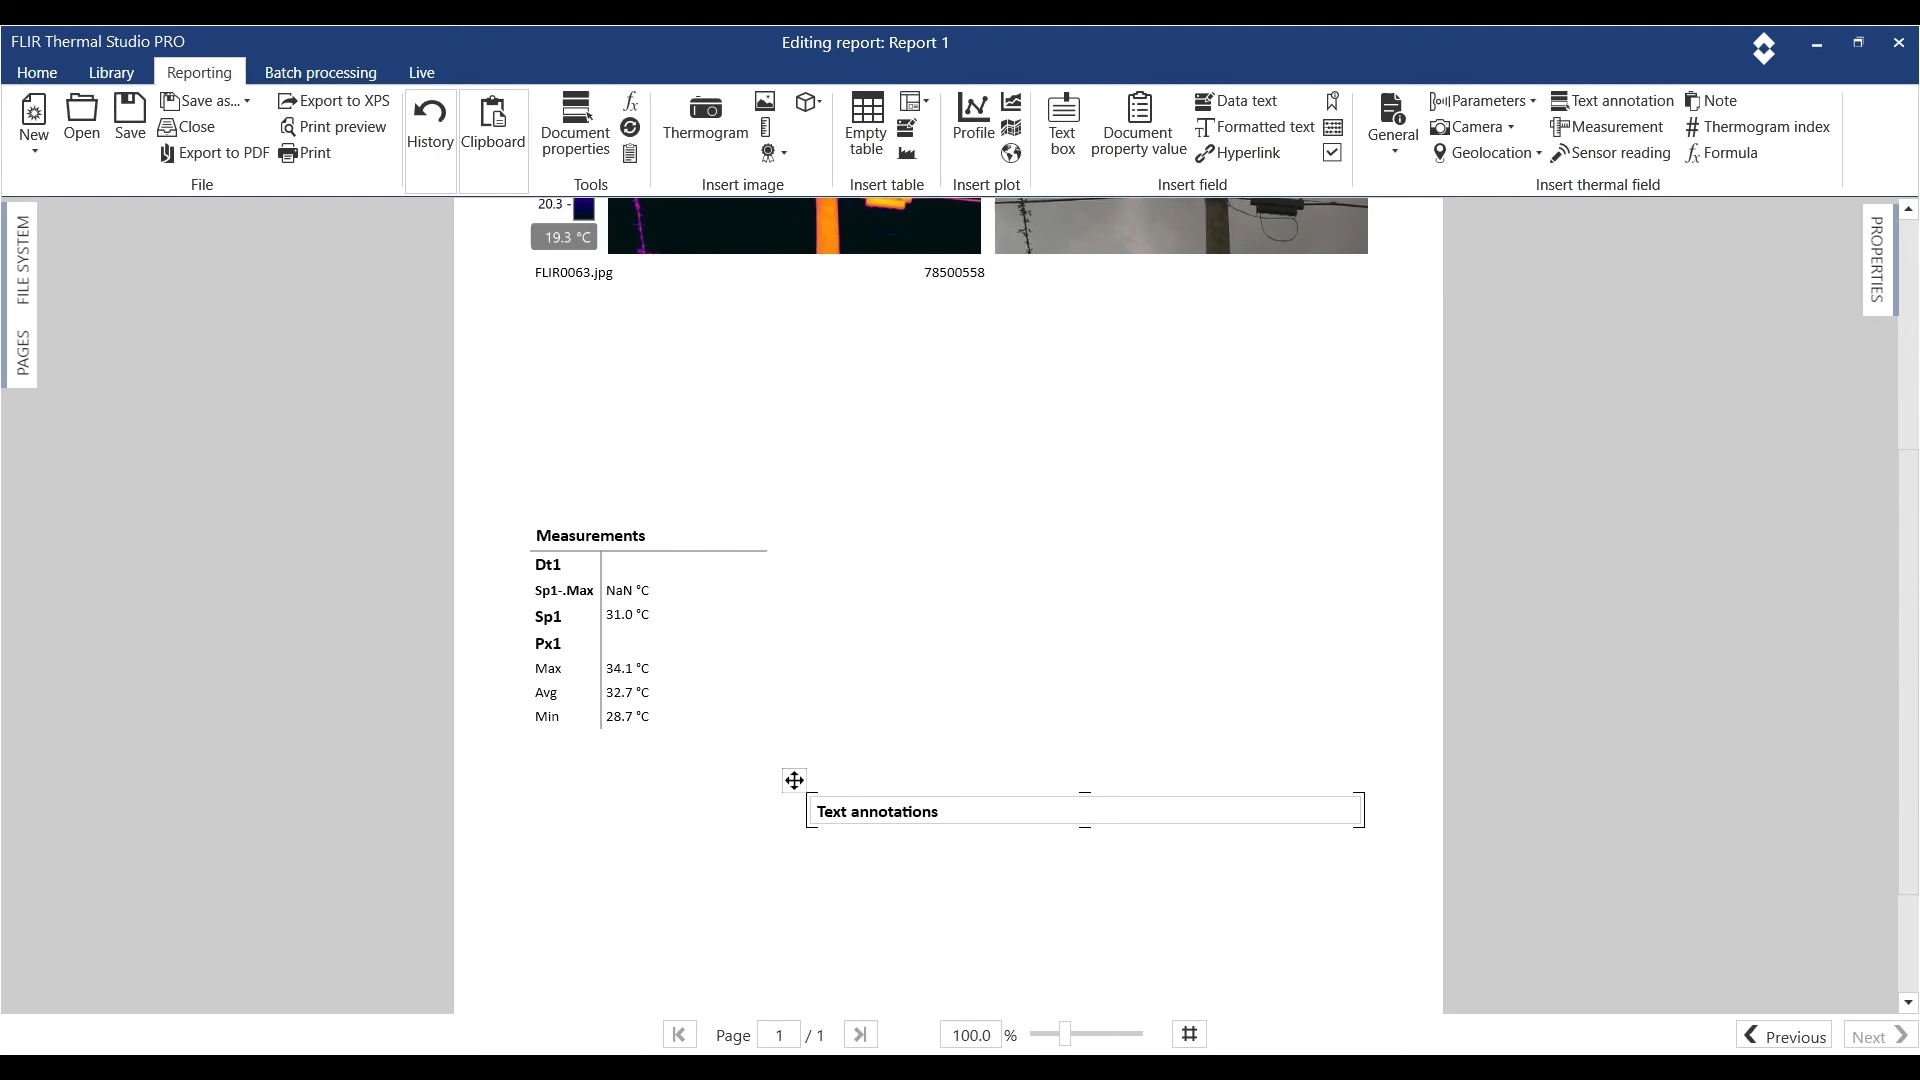 FLIR Thermal Studio PRO
Editing report: Report 1
Home Library Reporting Batch processing Live
New
Open
Save
Save as...
Close
Export to PDF
Export to XPS
Print preview
Print
File
History
Clipboard
Document
properties
Tools
Thermogram
Insert image
Empty
table
Insert table
Profile
Insert plot
Text
box
Document
property value
Data text
Formatted text
Hyperlink
Insert field
General
Parameters
Camera
Geolocation
Text annotation
Measurement
Sensor reading
Note
Thermogram index
Formula
Insert thermal field
FILE SYSTEM
PAGES
PROPERTIES
20.3 -
19.3 °C
FLIR0063.jpg 78500558
Measurements
Dt1
Sp1-.Max NaN °C
Sp1 31.0 °C
Px1
Max 34.1 °C
Avg 32.7 °C
Min 28.7 °C
Text annotations
Page 1 / 1
100.0 %
Previous Next